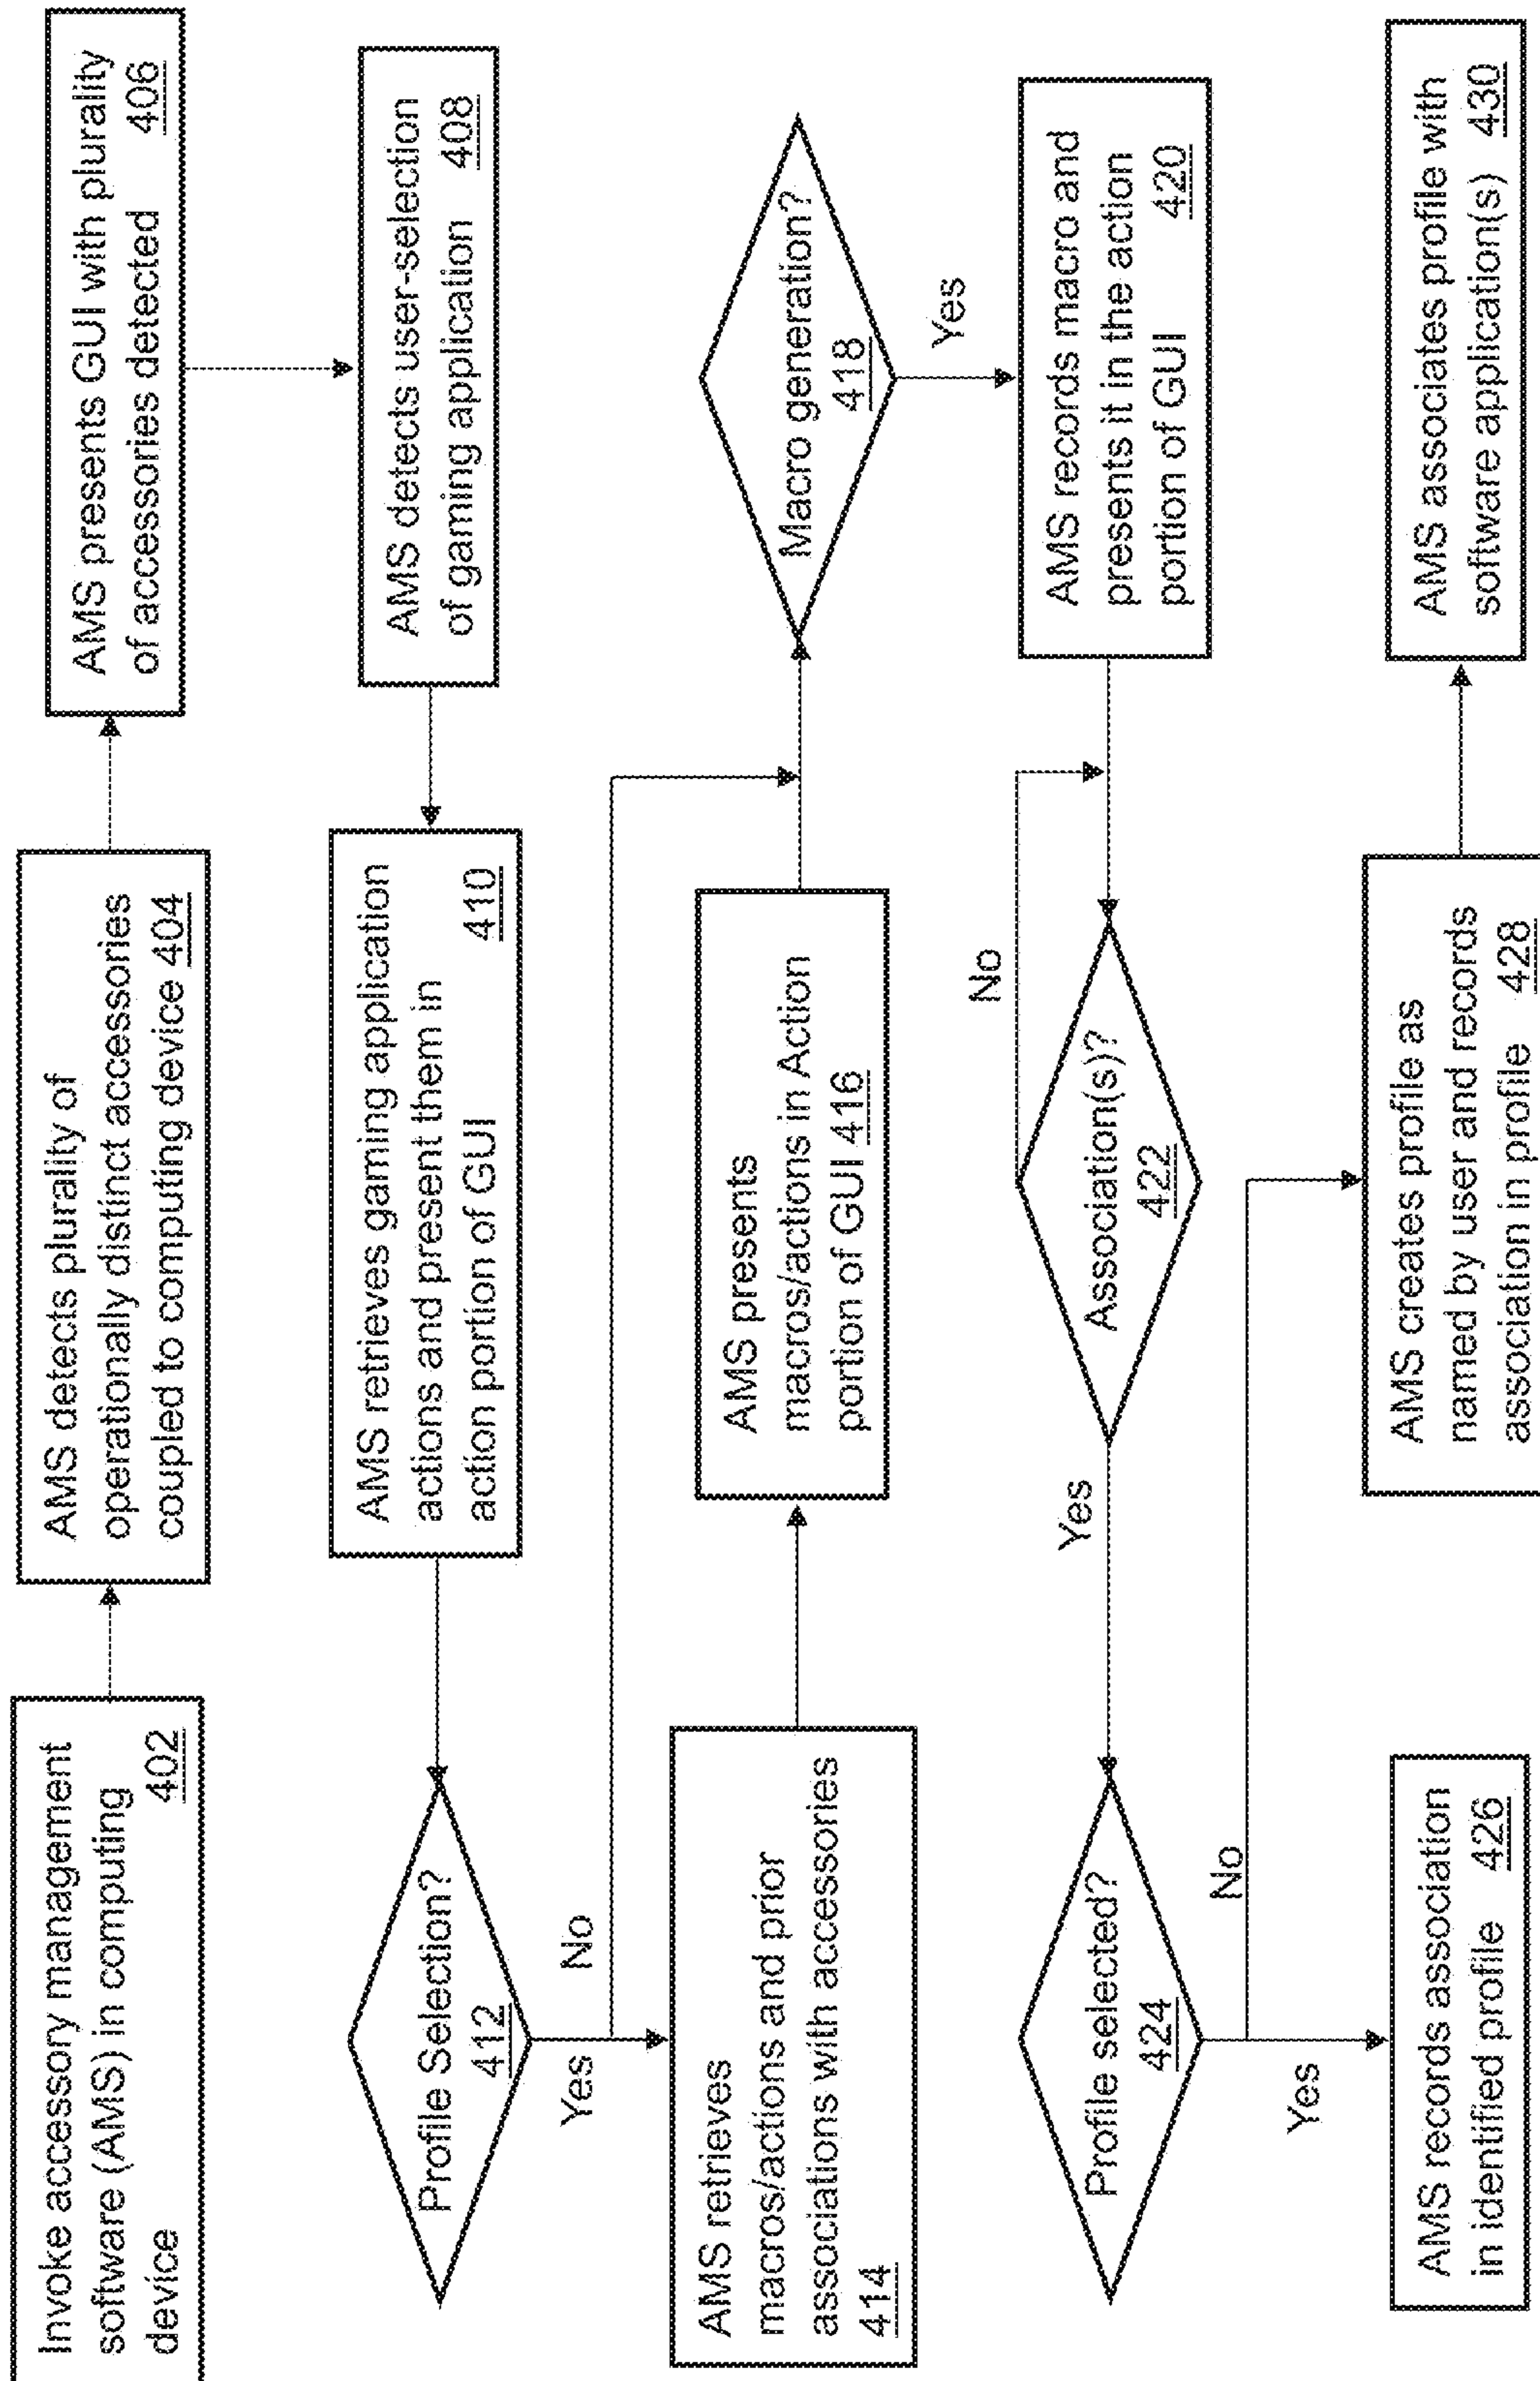 Invoke accessory management
software (AMS) in computing
device 402
AMS detects plurality of
operationally distinct accessories
coupled to computing device 404
AMS presents GUI with plurality
of accessories detected 406
AMS detects user-selection
of gaming application 408
AMS retrieves gaming application
actions and present them in
action portion of GUI 410
Profile Selection?
412
Yes
No
AMS retrieves
macros/actions and prior
associations with accessories
414
AMS presents
macros/actions in Action
portion of GUI 416
Macro generation?
418
Yes
AMS records macro and
presents it in the action
portion of GUI 420
Association(s)?
422
No
Yes
Profile selected?
424
Yes
No
AMS records association
in identified profile 426
AMS creates profile as
named by user and records
association in profile 428
AMS associates profile with
software application(s) 430